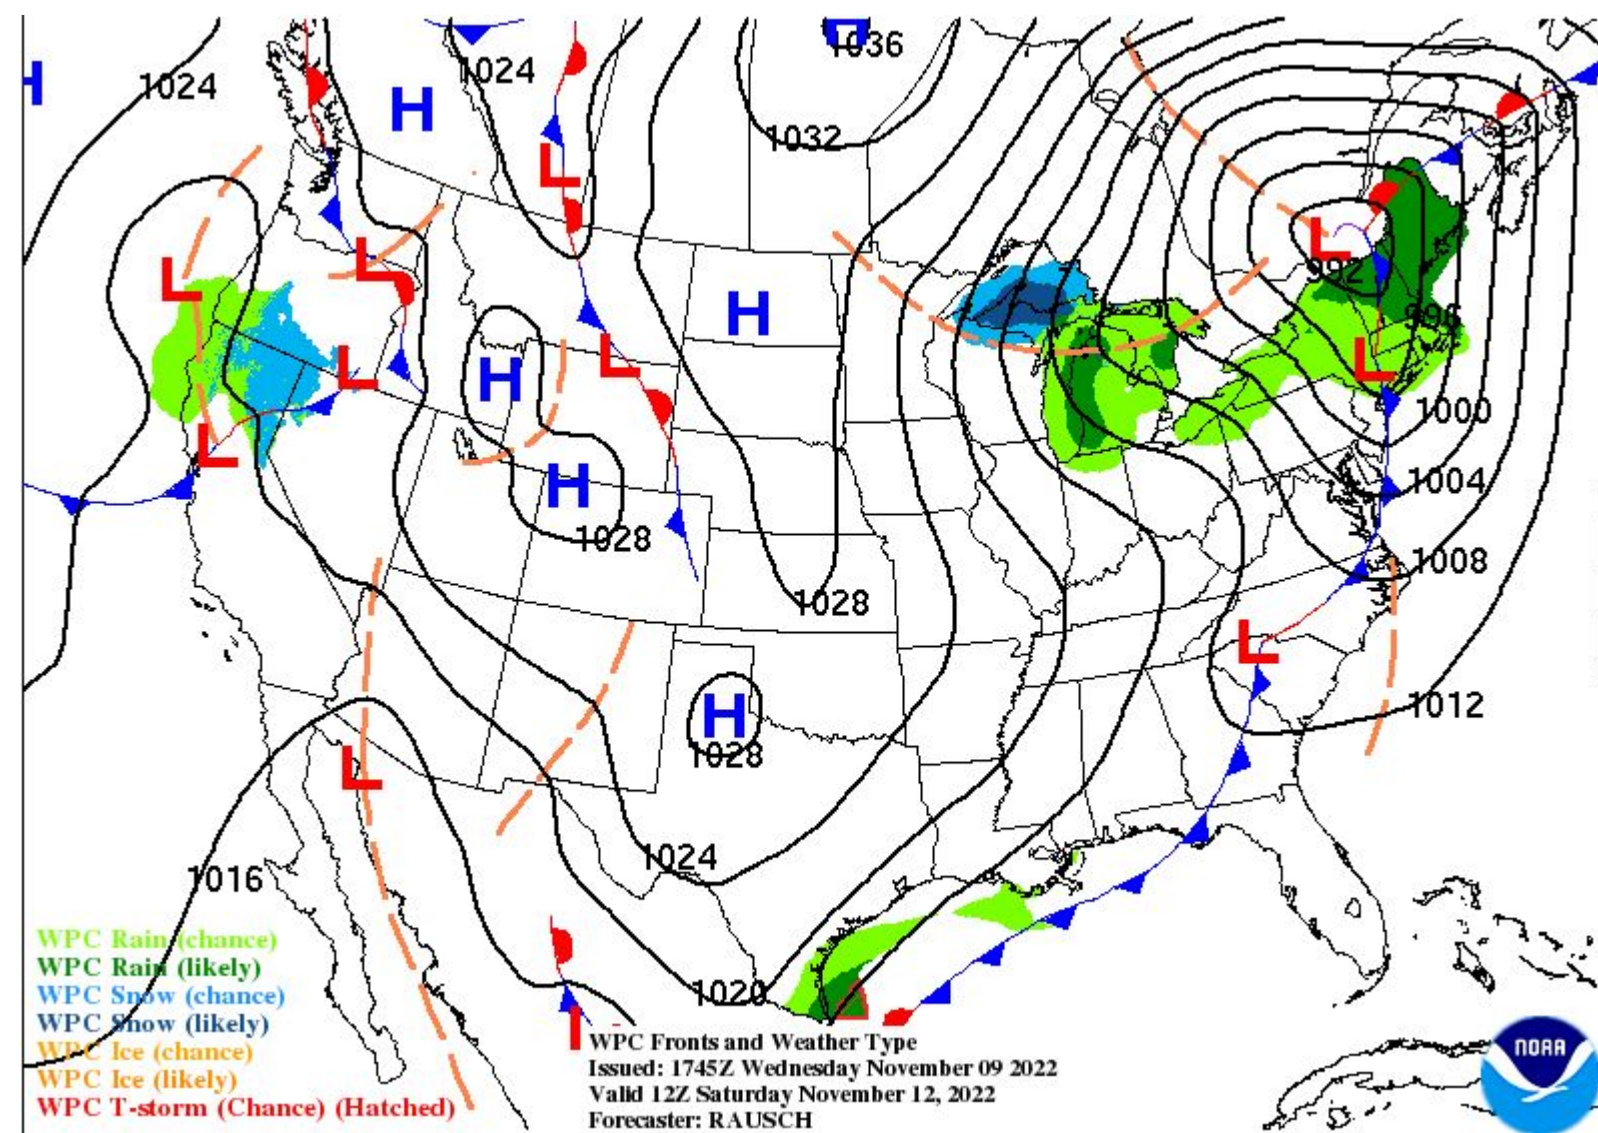 H
1024
1024
1036
H
1032
L
L
L
992
L
H
996
L
L
L
H
1000
L
H
1004
1028
1008
1028
L
H
1012
1028
L
1024
1016
1020
WPC Rain (chance)
WPC Rain (likely)
WPC Snow (chance)
WPC Snow (likely)
WPC Ice (chance)
WPC Ice (likely)
WPC T-storm (Chance) (Hatched)
WPC Fronts and Weather Type
Issued: 1745Z Wednesday November 09 2022
Valid 12Z Saturday November 12, 2022
Forecaster: RAUSCH
NOAA